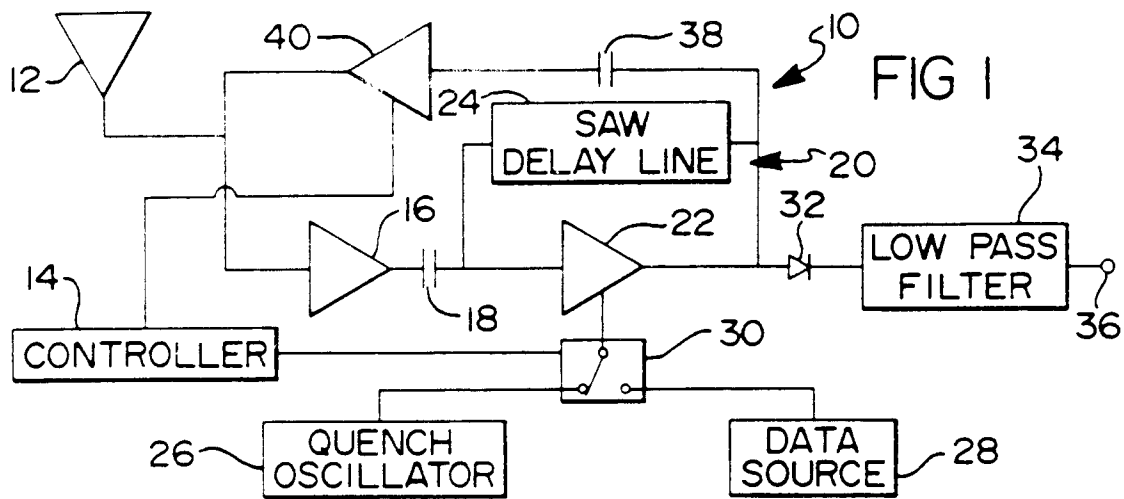 12
40
38
10
FIG 1
24
SAW
DELAY LINE
20
34
16
22
32
LOW PASS
FILTER
36
14
18
CONTROLLER
30
26
QUENCH
OSCILLATOR
DATA
SOURCE
28